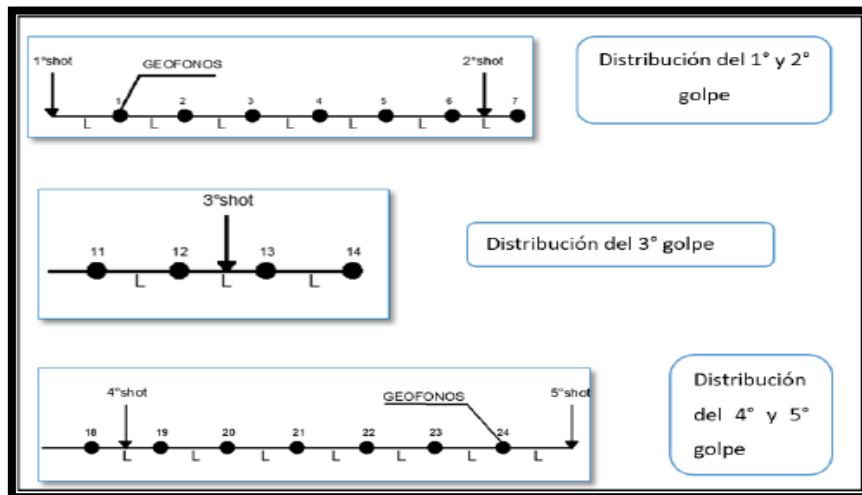 1°shot
GEOFONOS
2°shot
1 2 3 4 5 6 7
L L L L L L L
Distribución del 1° y 2°
golpe
3°shot
11 12 13 14
L L L
Distribución del 3° golpe
4°shot
GEOFONOS
5°shot
18 19 20 21 22 23 24
L L L L L L L
Distribución
del 4° y 5°
golpe